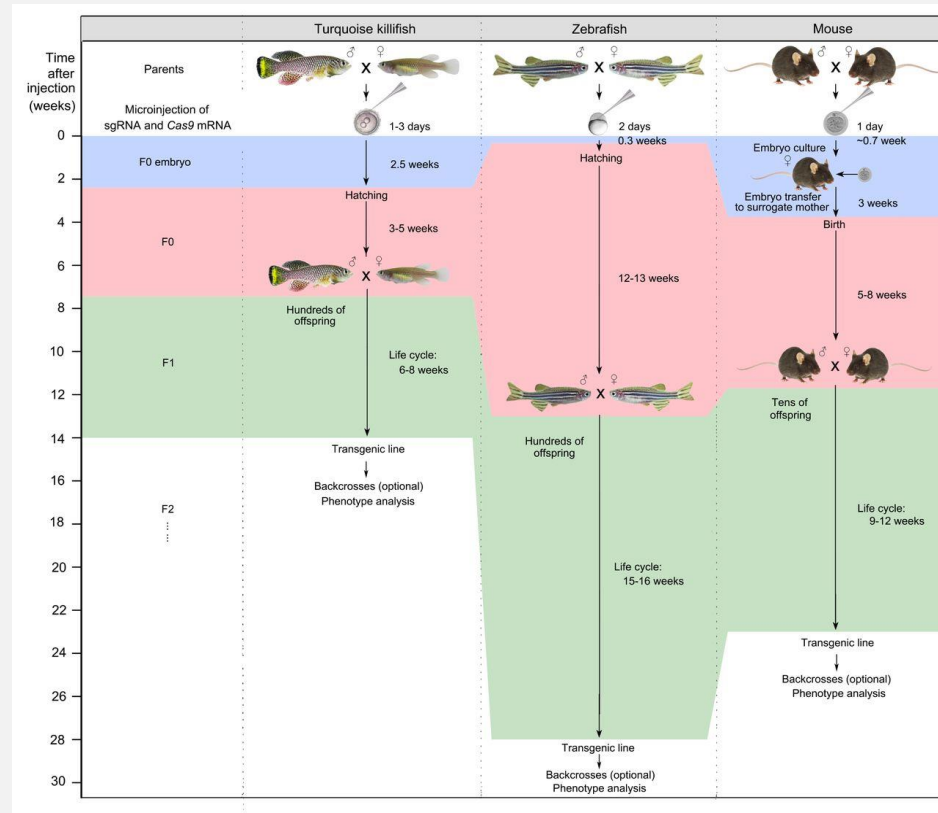 Turquoise killifish
Zebrafish
Mouse
Time
after
injection
(weeks)
Parents
♂ ♀
X
♂ ♀
X
♂ ♀
X
Microinjection of
sgRNA and Cas9 mRNA
1-3 days
2 days
1 day
0
2
4
6
8
10
12
14
16
18
20
22
24
26
28
30
F0 embryo
F0
F1
F2
2.5 weeks
Hatching
3-5 weeks
♂ ♀
X
Hundreds of
offspring
Life cycle:
6-8 weeks
Transgenic line
Backcrosses (optional)
Phenotype analysis
0.3 weeks
Hatching
12-13 weeks
♂ ♀
X
Hundreds of
offspring
Life cycle:
15-16 weeks
Transgenic line
Backcrosses (optional)
Phenotype analysis
~0.7 week
Embryo culture
♀
Embryo transfer
to surrogate mother
3 weeks
Birth
5-8 weeks
♂ ♀
X
Tens of
offspring
Life cycle:
9-12 weeks
Transgenic line
Backcrosses (optional)
Phenotype analysis